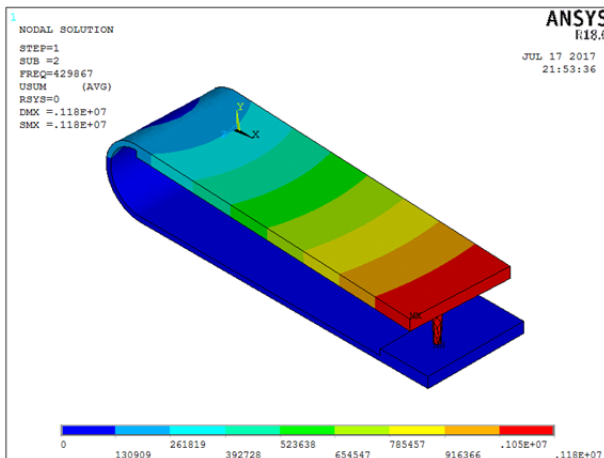 1
NODAL SOLUTION
STEP=1
SUB =2
FREQ=429867
USUM (AVG)
RSYS=0
DMX =.118E+07
SMX =.118E+07
ANSYS
R18.0
JUL 17 2017
21:53:36
Y
X
MX
0 261819 523638 785457 .105E+07
130909 392728 654547 916366 .118E+07